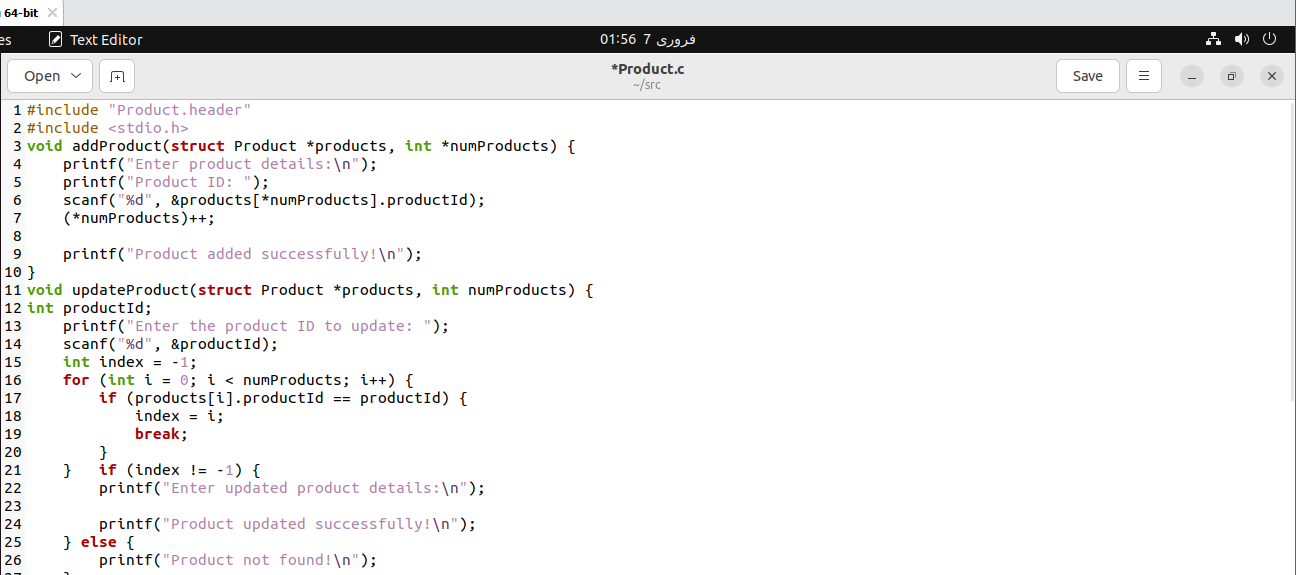 64-bit
es Text Editor 01:56 7 فروری
Open *Product.c Save
~/src
1 #include "Product.header"
2 #include <stdio.h>
3 void addProduct(struct Product *products, int *numProducts) {
4     printf("Enter product details:\n");
5     printf("Product ID: ");
6     scanf("%d", &products[*numProducts].productId);
7     (*numProducts)++;
8
9     printf("Product added successfully!\n");
10 }
11 void updateProduct(struct Product *products, int numProducts) {
12 int productId;
13     printf("Enter the product ID to update: ");
14     scanf("%d", &productId);
15     int index = -1;
16     for (int i = 0; i < numProducts; i++) {
17         if (products[i].productId == productId) {
18             index = i;
19             break;
20         }
21     }   if (index != -1) {
22         printf("Enter updated product details:\n");
23
24         printf("Product updated successfully!\n");
25     } else {
26         printf("Product not found!\n");